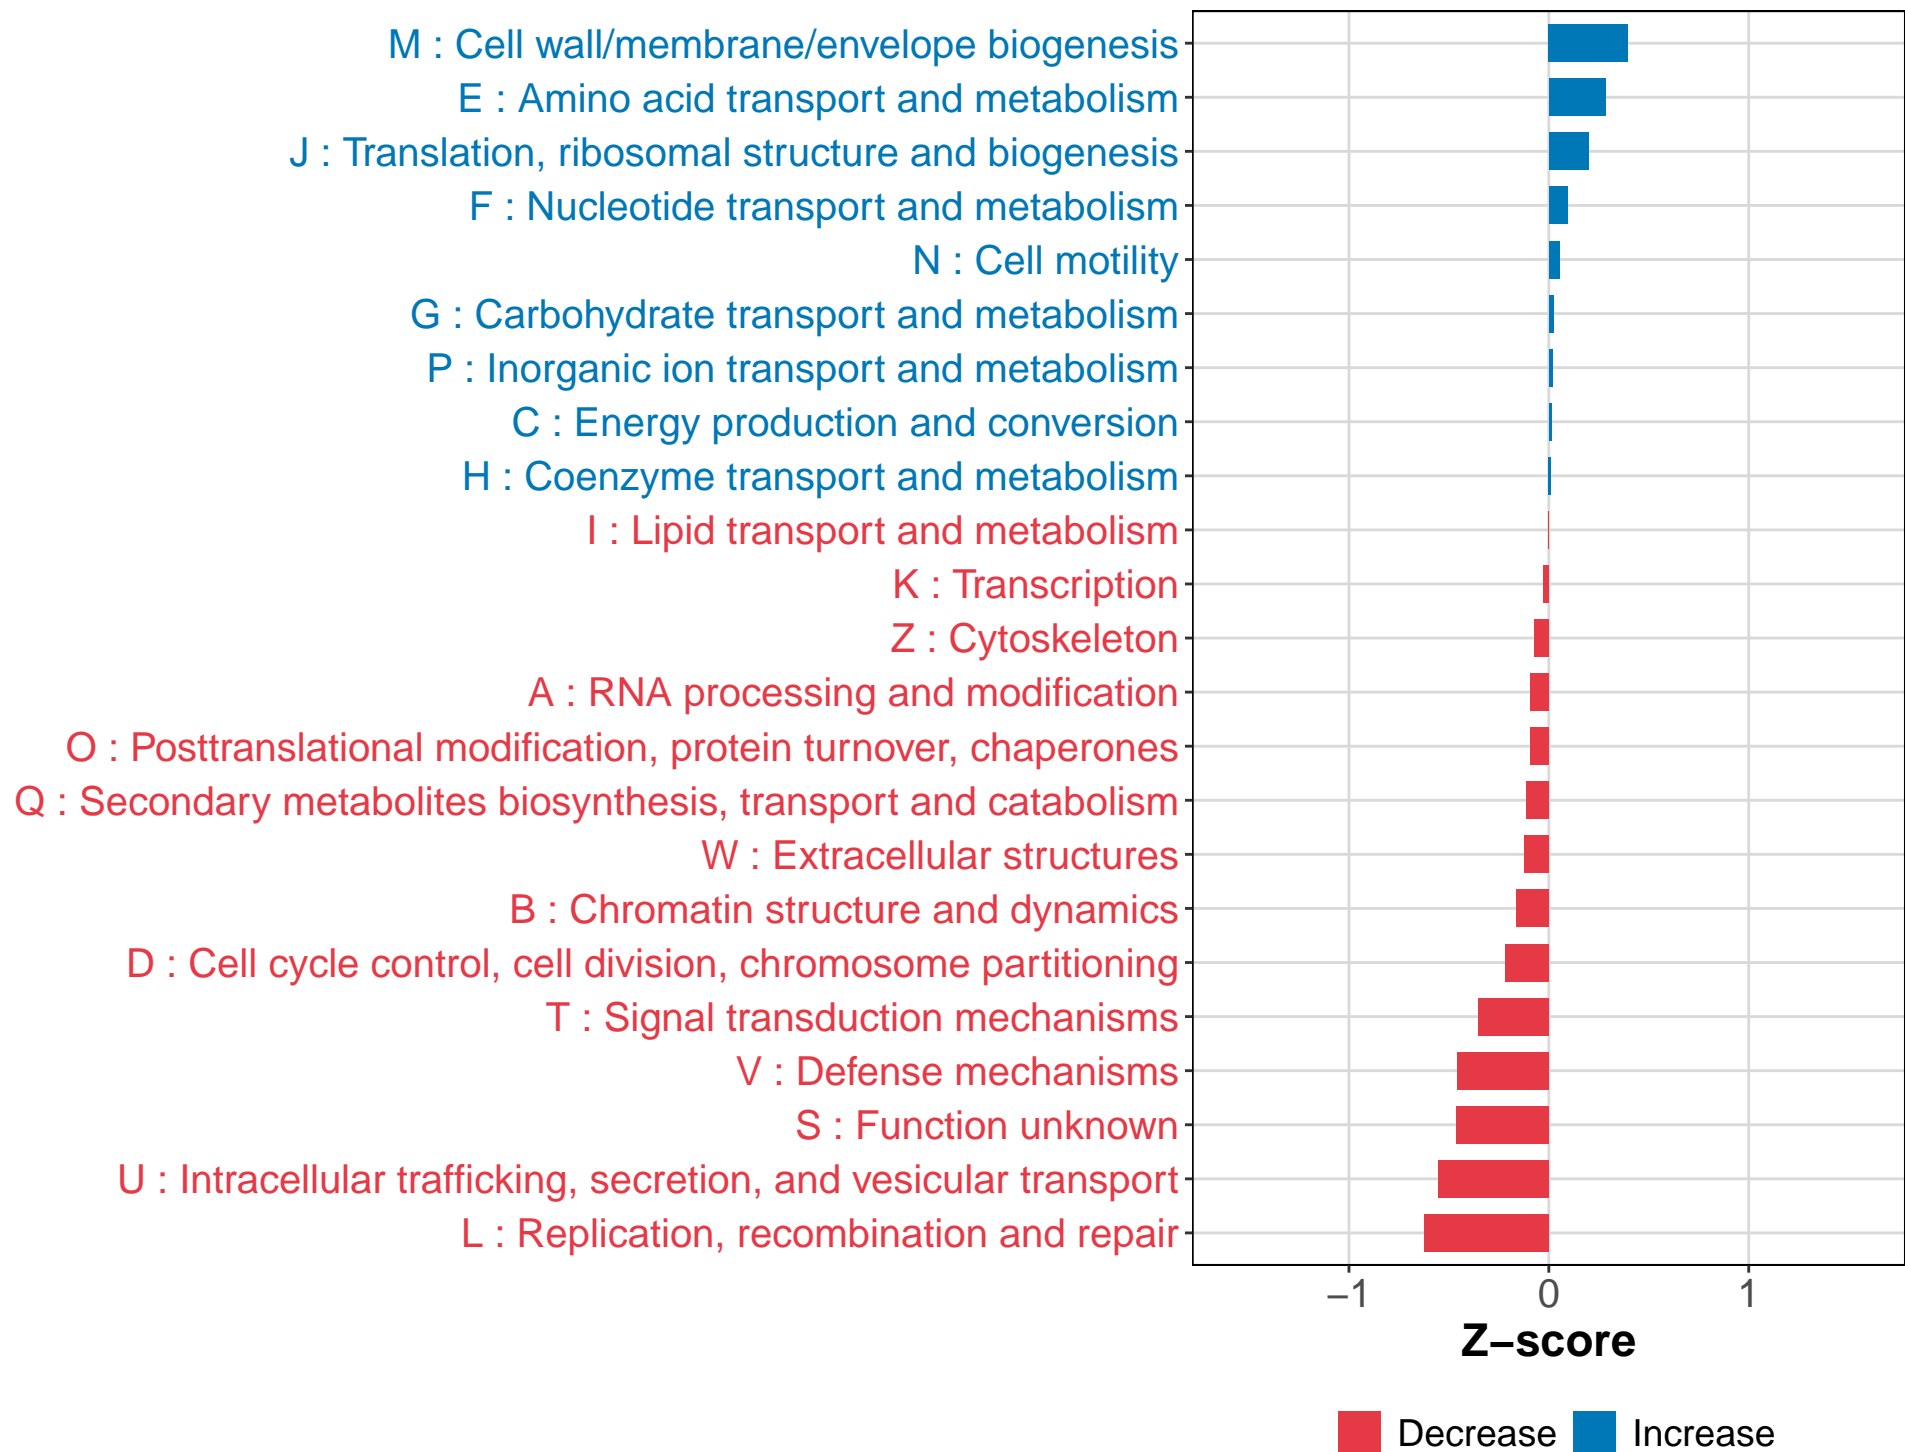 M : Cell wall/membrane/envelope biogenesis
E : Amino acid transport and metabolism
J : Translation, ribosomal structure and biogenesis
F : Nucleotide transport and metabolism
N : Cell motility
G : Carbohydrate transport and metabolism
P : Inorganic ion transport and metabolism
C : Energy production and conversion
H : Coenzyme transport and metabolism
I : Lipid transport and metabolism
K : Transcription
Z : Cytoskeleton
A : RNA processing and modification
O : Posttranslational modification, protein turnover, chaperones
Q : Secondary metabolites biosynthesis, transport and catabolism
W : Extracellular structures
B : Chromatin structure and dynamics
D : Cell cycle control, cell division, chromosome partitioning
T : Signal transduction mechanisms
V : Defense mechanisms
S : Function unknown
U : Intracellular trafficking, secretion, and vesicular transport
L : Replication, recombination and repair
−1 0 1
Z−score
Decrease Increase